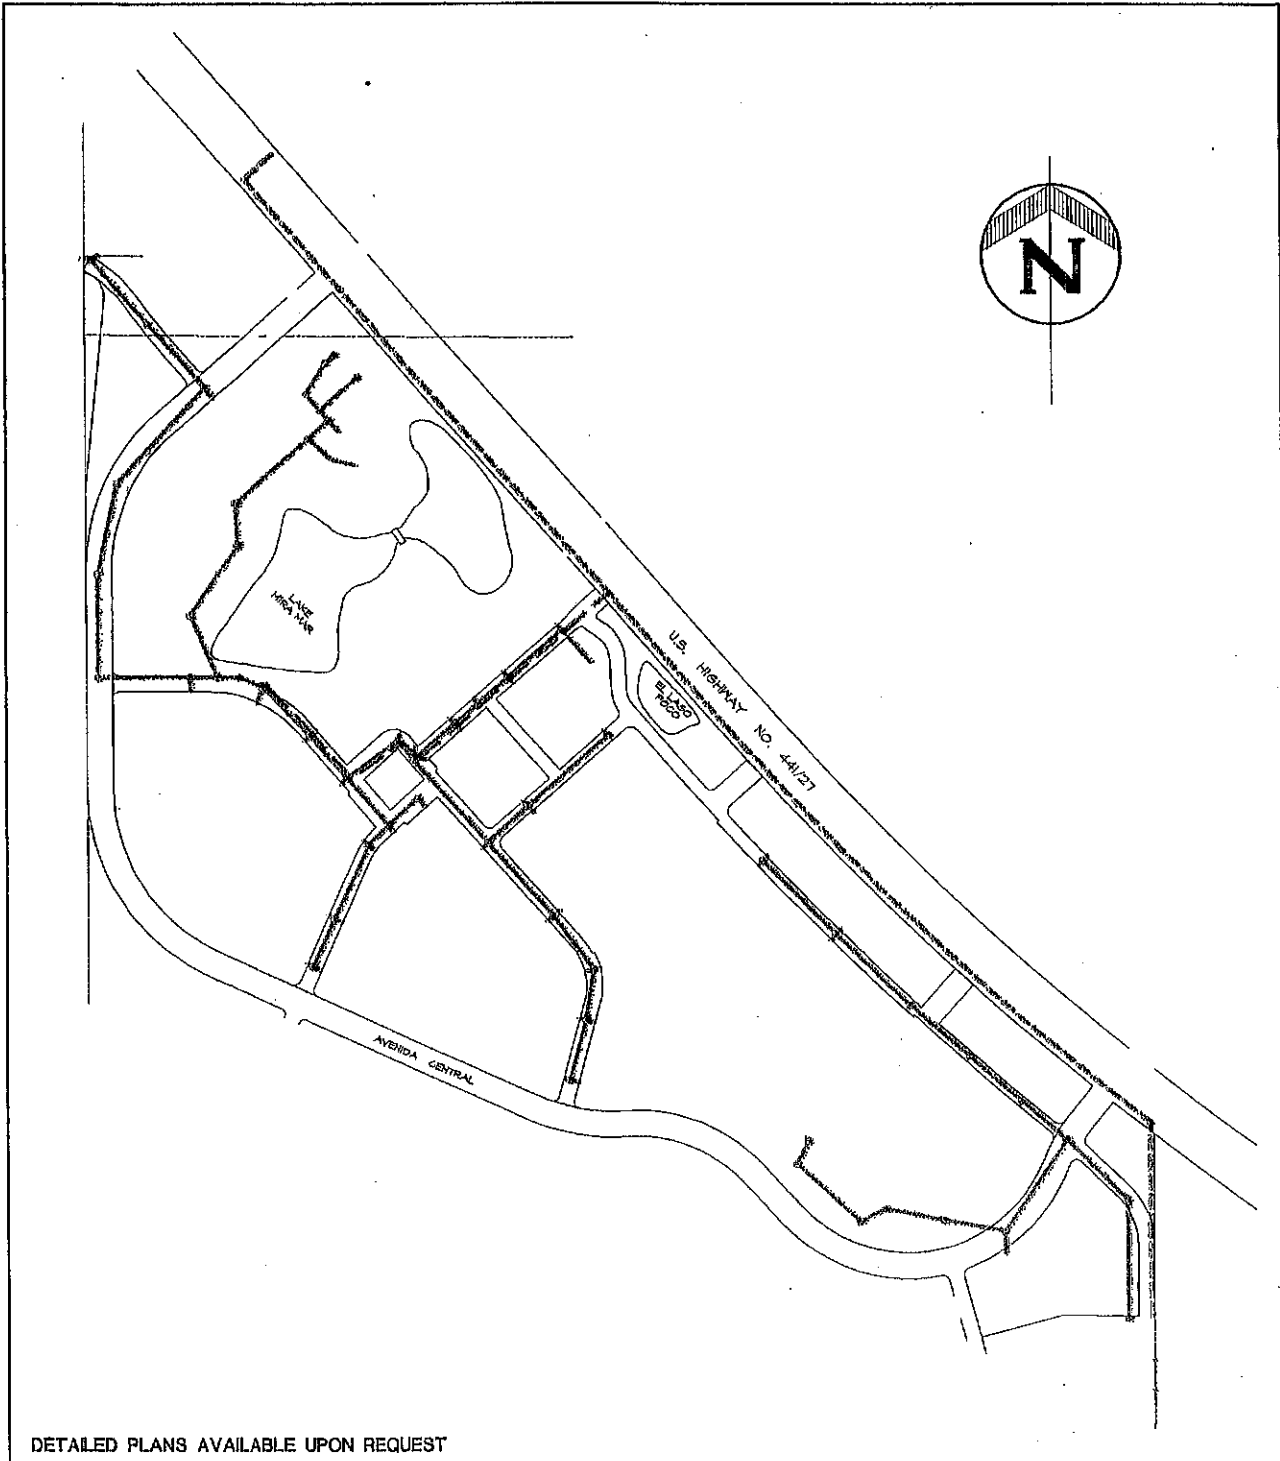 N
LAKE
MIRA MAR
U.S. HIGHWAY NO. 441/27
EL LAGO
POCO
AVENIDA CENTRAL
DETAILED PLANS AVAILABLE UPON REQUEST